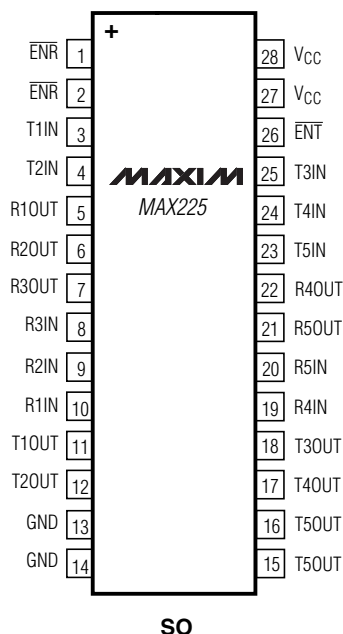 +
MAXIM
MAX225
ENR 1
ENR 2
T1IN 3
T2IN 4
R1OUT 5
R2OUT 6
R3OUT 7
R3IN 8
R2IN 9
R1IN 10
T1OUT 11
T2OUT 12
GND 13
GND 14
28 VCC
27 VCC
26 ENT
25 T3IN
24 T4IN
23 T5IN
22 R4OUT
21 R5OUT
20 R5IN
19 R4IN
18 T3OUT
17 T4OUT
16 T5OUT
15 T5OUT
SO